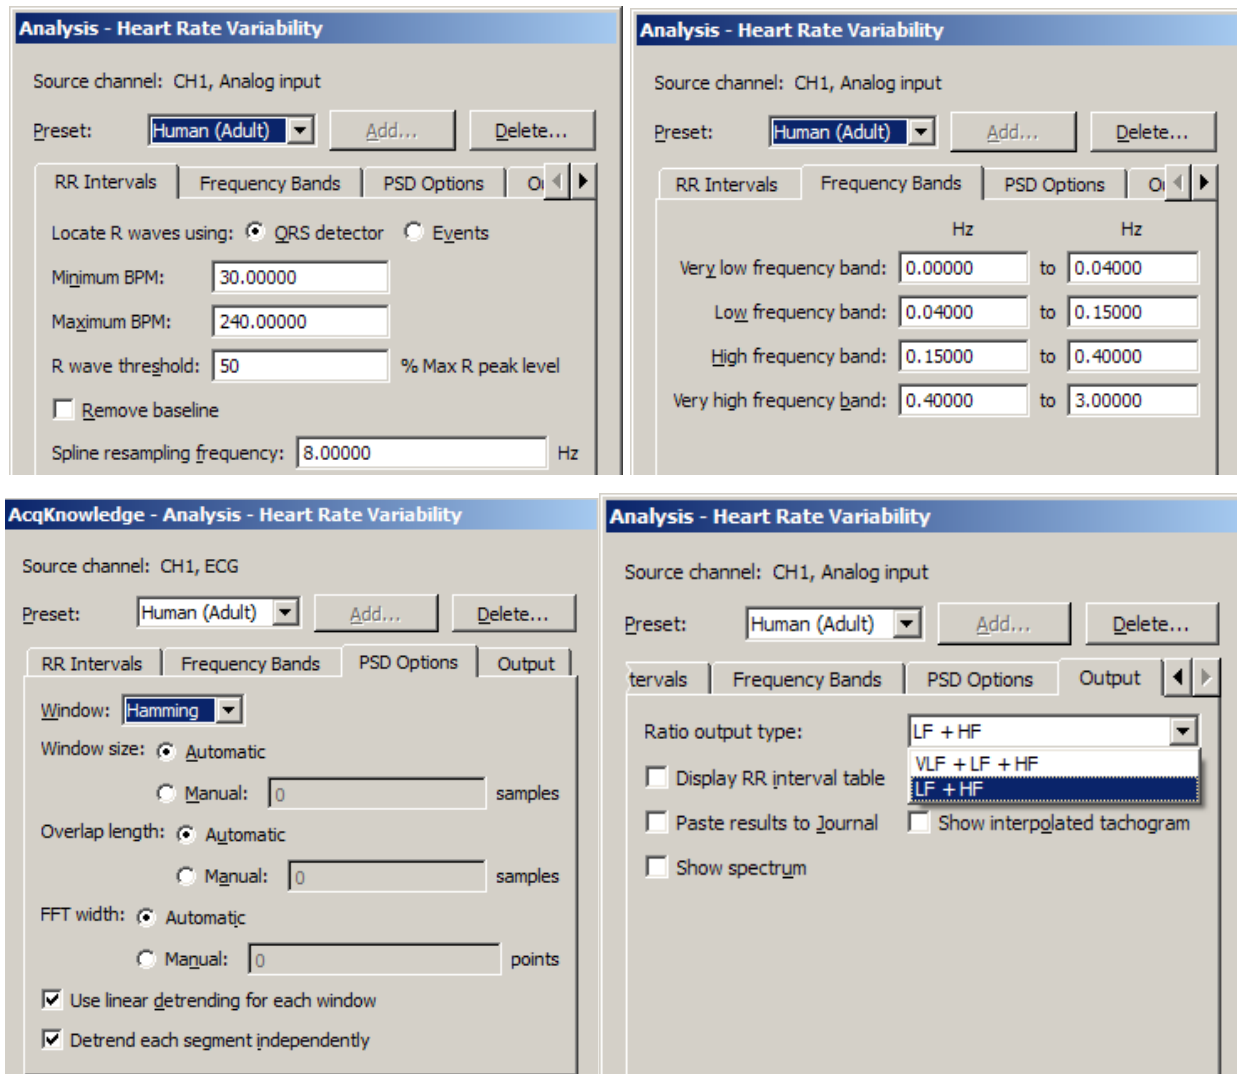 Analysis - Heart Rate Variability
Source channel: CH1, Analog input
Preset: Human (Adult) Add... Delete...
RR Intervals Frequency Bands PSD Options
Locate R waves using: QRS detector Events
Minimum BPM: 30.00000
Maximum BPM: 240.00000
R wave threshold: 50 % Max R peak level
Remove baseline
Spline resampling frequency: 8.00000 Hz
Analysis - Heart Rate Variability
Source channel: CH1, Analog input
Preset: Human (Adult) Add... Delete...
RR Intervals Frequency Bands PSD Options
Hz Hz
Very low frequency band: 0.00000 to 0.04000
Low frequency band: 0.04000 to 0.15000
High frequency band: 0.15000 to 0.40000
Very high frequency band: 0.40000 to 3.00000
AcqKnowledge - Analysis - Heart Rate Variability
Source channel: CH1, ECG
Preset: Human (Adult) Add... Delete...
RR Intervals Frequency Bands PSD Options Output
Window: Hamming
Window size: Automatic
Manual: 0 samples
Overlap length: Automatic
Manual: 0 samples
FFT width: Automatic
Manual: 0 points
Use linear detrending for each window
Detrend each segment independently
Analysis - Heart Rate Variability
Source channel: CH1, Analog input
Preset: Human (Adult) Add... Delete...
tervals Frequency Bands PSD Options Output
Ratio output type: LF + HF
VLF + LF + HF
Display RR interval table LF + HF
Paste results to Journal Show interpolated tachogram
Show spectrum